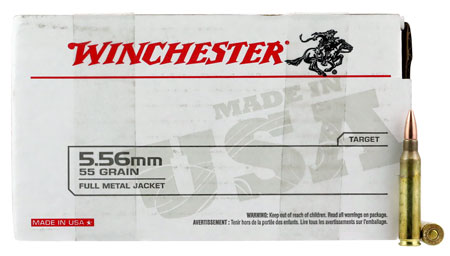 WINCHESTER
MADE IN
USA
TARGET
5.56mm
55 GRAIN
FULL METAL JACKET
MADE IN USA
WARNING: Keep out of reach of children. Read all warnings on package.
AVERTISSEMENT : Tenir hors de la portée des enfants. Lire tous les avertissements sur l'emballage.